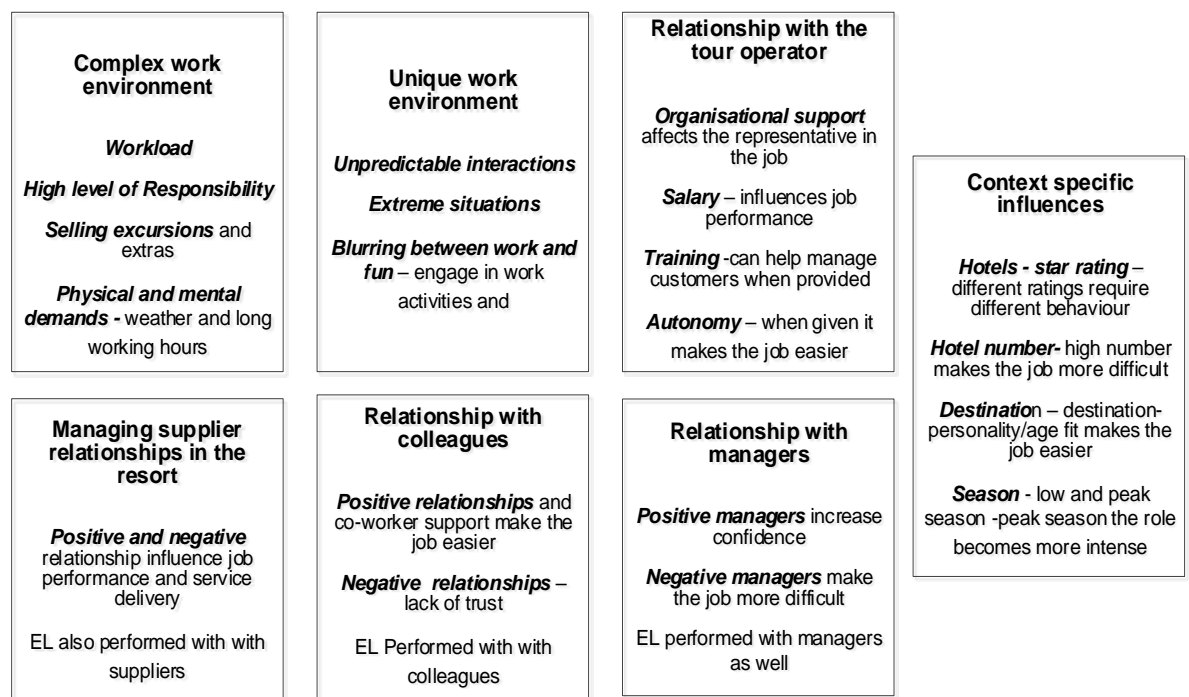 Complex work
environment
Workload
High level of Responsibility
Selling excursions and
extras
Physical and mental
demands - weather and long
working hours
Unique work
environment
Unpredictable interactions
Extreme situations
Blurring between work and
fun – engage in work
activities and
Relationship with the
tour operator
Organisational support
affects the representative in
the job
Salary – influences job
performance
Training -can help manage
customers when provided
Autonomy – when given it
makes the job easier
Context specific
influences
Hotels - star rating –
different ratings require
different behaviour
Hotel number- high number
makes the job more difficult
Destination – destination-
personality/age fit makes the
job easier
Season - low and peak
season -peak season the role
becomes more intense
Managing supplier
relationships in the
resort
Positive and negative
relationship influence job
performance and service
delivery
EL also performed with with
suppliers
Relationship with
colleagues
Positive relationships and
co-worker support make the
job easier
Negative relationships –
lack of trust
EL Performed with with
colleagues
Relationship with
managers
Positive managers increase
confidence
Negative managers make
the job more difficult
EL performed with managers
as well